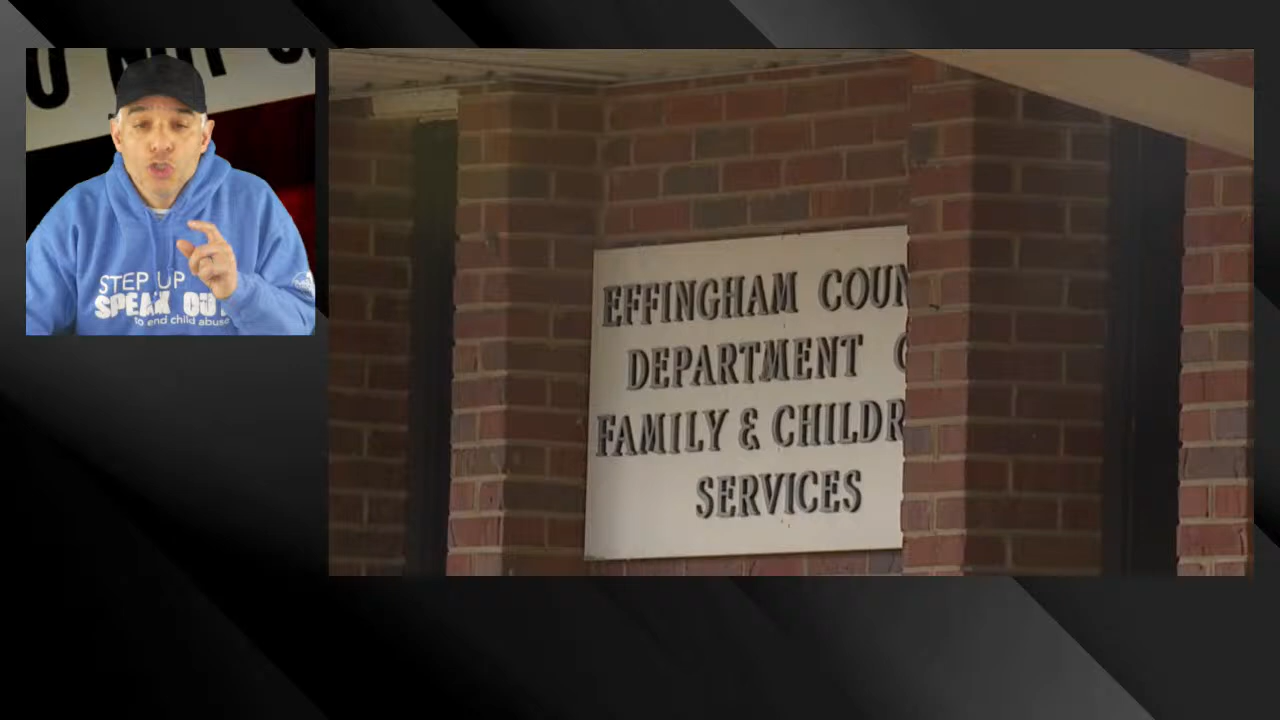 STEP UP
SPEAK OUT
to end child abuse
EFFINGHAM COUN
DEPARTMENT
FAMILY & CHILDR
SERVICES